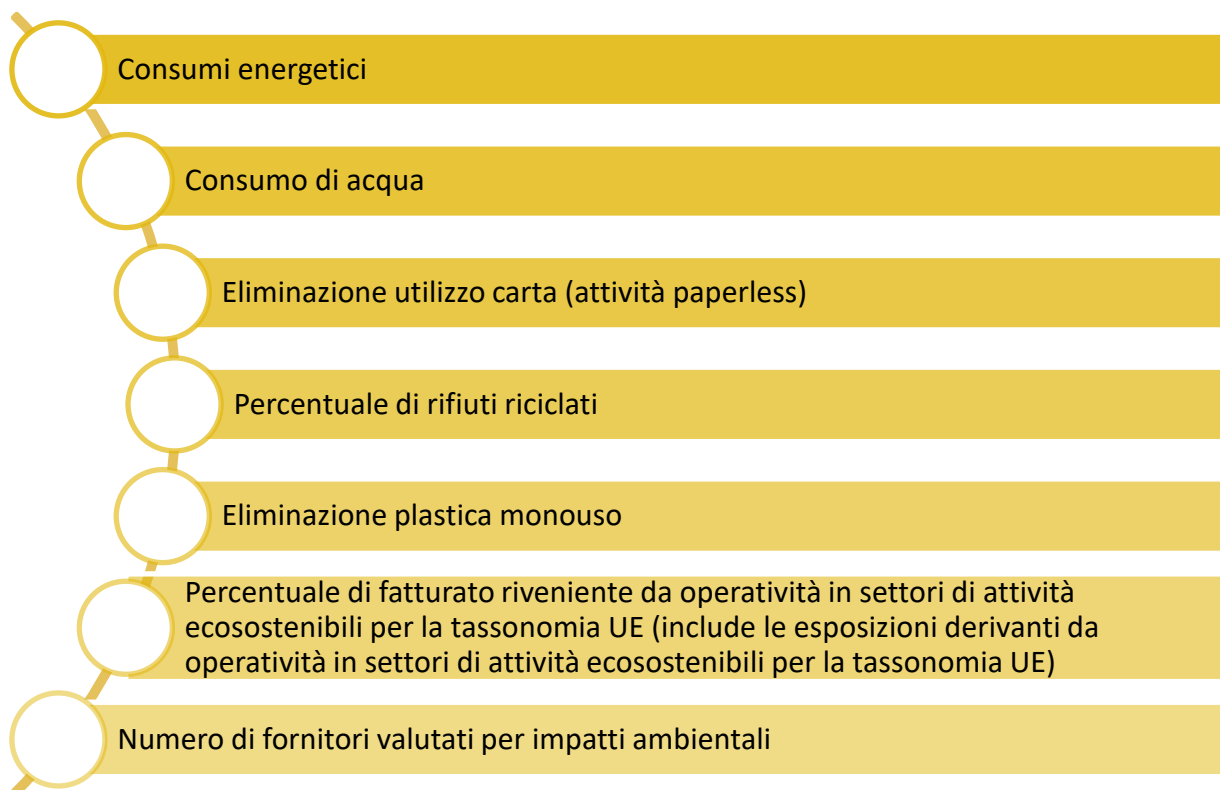 Consumi energetici
Consumo di acqua
Eliminazione utilizzo carta (attività paperless)
Percentuale di rifiuti riciclati
Eliminazione plastica monouso
Percentuale di fatturato riveniente da operatività in settori di attività
ecosostenibili per la tassonomia UE (include le esposizioni derivanti da
operatività in settori di attività ecosostenibili per la tassonomia UE)
Numero di fornitori valutati per impatti ambientali